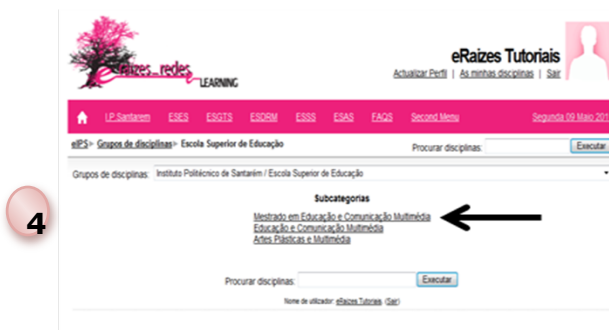 eRaizes_redes
LEARNING
eRaizes Tutoriais
Actualizar Perfil | As minhas disciplinas | Sair
I.P.Santarem ESES ESGTS ESDRM ESSS ESAS FAQS Second Menu Segunda 09 Maio 201
eIPS> Grupos de disciplinas> Escola Superior de Educação Procurar disciplinas: Executar
Grupos de disciplinas: Instituto Politécnico de Santarém / Escola Superior de Educação
Subcategorias
4
Mestrado em Educação e Comunicação Multimédia
Educação e Comunicação Multimédia
Artes Plásticas e Multimédia
Procurar disciplinas: Executar
Nome de utilizador: eRaizes Tutoriais. (Sair)